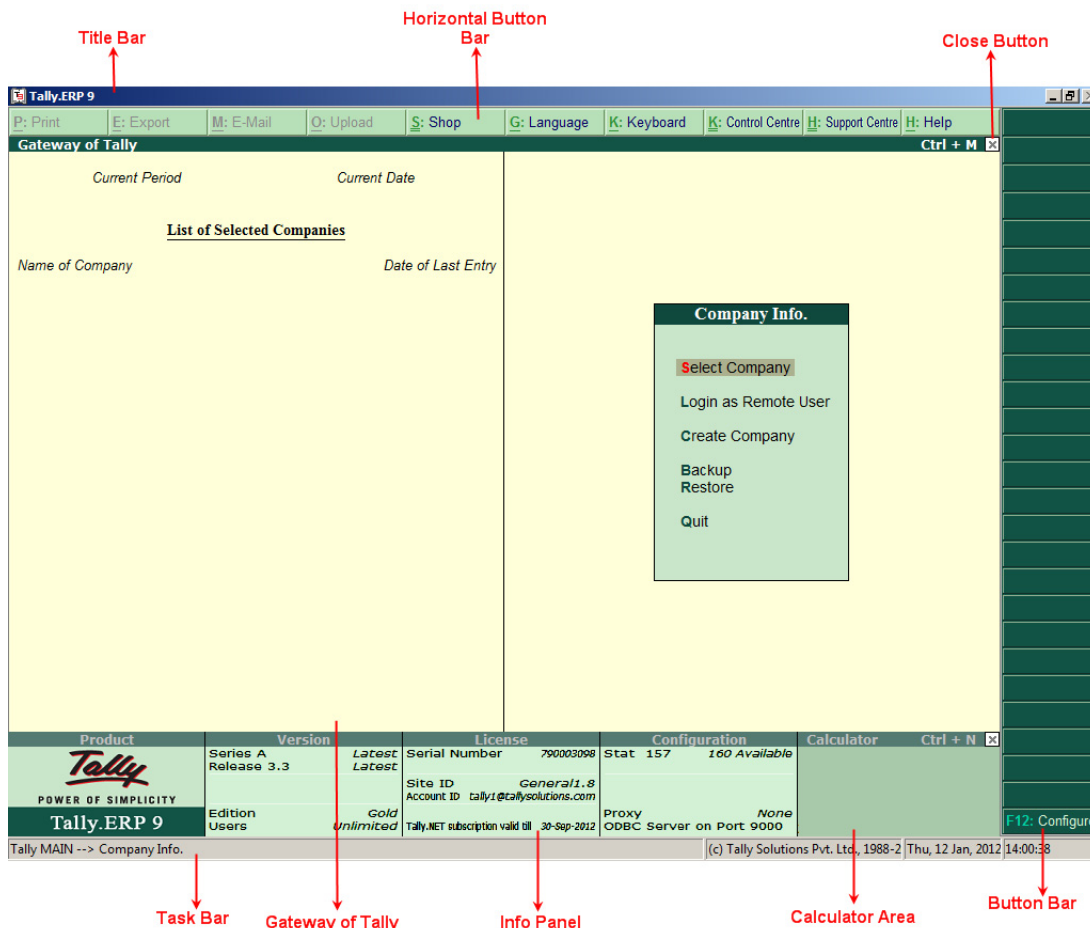 Horizontal Button
Bar
Title Bar
Close Button
Tally.ERP 9
P: Print E: Export M: E-Mail O: Upload S: Shop G: Language K: Keyboard K: Control Centre H: Support Centre H: Help
Gateway of Tally Ctrl + M
Current Period Current Date
List of Selected Companies
Name of Company Date of Last Entry
Company Info.
Select Company
Login as Remote User
Create Company
Backup
Restore
Quit
Product Version License Configuration Calculator Ctrl + N
Tally
POWER OF SIMPLICITY
Tally.ERP 9
Series A Latest
Release 3.3 Latest
Edition Gold
Users Unlimited
Serial Number 790003098
Site ID General1.8
Account ID tally1@tallysolutions.com
Tally.NET subscription valid till 30-Sep-2012
Stat 157 160 Available
Proxy None
ODBC Server on Port 9000
F12: Configure
Tally MAIN --> Company Info. (c) Tally Solutions Pvt. Ltd., 1988-2 Thu, 12 Jan, 2012 14:00:38
Task Bar
Gateway of Tally
Info Panel
Calculator Area
Button Bar